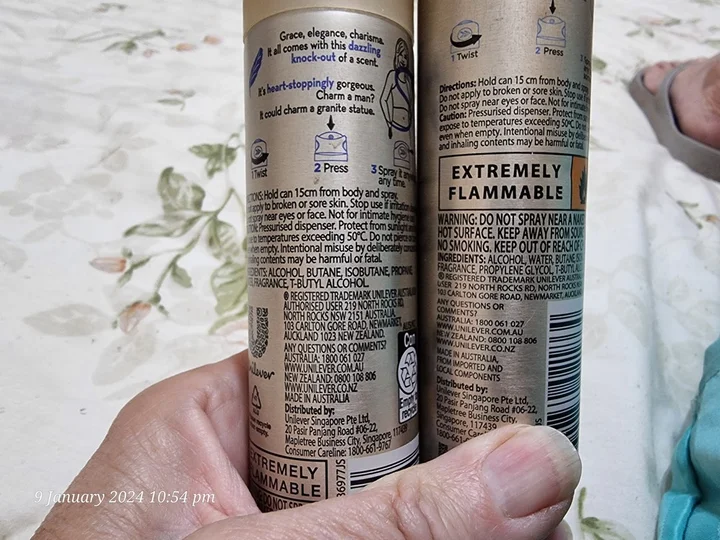 Grace, elegance, charisma.
It all comes with this dazzling
knock-out of a scent.
It's heart-stoppingly gorgeous.
Charm a man?
It could charm a granite statue.
1 Twist
2 Press
3 Spray it
any time.
Hold can 15cm from body and spray.
apply to broken or sore skin. Stop use if irritation
spray near eyes or face. Not for intimate hygiene
Pressurised dispenser. Protect from sunlight
to temperatures exceeding 50°C. Do not pierce
when empty. Intentional misuse by deliberately
contents may be harmful or fatal.
ALCOHOL, BUTANE, ISOBUTANE, PROPANE,
FRAGRANCE, T-BUTYL ALCOHOL.
® REGISTERED TRADEMARK UNILEVER
AUTHORISED USER 219 NORTH ROCKS RD,
NORTH ROCKS NSW 2151 AUSTRALIA,
103 CARLTON GORE ROAD, NEWMARKET,
AUCKLAND 1023 NEW ZEALAND.
ANY QUESTIONS OR COMMENTS?
AUSTRALIA: 1800 061 027
WWW.UNILEVER.COM.AU
NEW ZEALAND: 0800 108 806
WWW.UNILEVER.CO.NZ
MADE IN AUSTRALIA
Distributed by:
Unilever Singapore Pte Ltd,
20 Pasir Panjang Road #06-22,
Mapletree Business City, Singapore, 117439
Consumer Careline: 1800-661-9767
EXTREMELY
FLAMMABLE
36977JS
1 Twist
2 Press
Directions: Hold can 15 cm from body and
Do not apply to broken or sore skin. Stop use if
Do not spray near eyes or face. Not for
Caution: Pressurised dispenser. Protect from
expose to temperatures exceeding 50°C. Do
even when empty. Intentional misuse by
and inhaling contents may be harmful or fatal.
EXTREMELY
FLAMMABLE
WARNING: DO NOT SPRAY NEAR A
HOT SURFACE. KEEP AWAY FROM
NO SMOKING. KEEP OUT OF REACH OF
INGREDIENTS: ALCOHOL, WATER, BUTANE,
FRAGRANCE, PROPYLENE GLYCOL, T-BUTYL
® REGISTERED TRADEMARK UNILEVER
USER 219 NORTH ROCKS RD, NORTH ROCKS
103 CARLTON GORE ROAD, NEWMARKET,
ANY QUESTIONS OR
COMMENTS?
AUSTRALIA: 1800 061 027
WWW.UNILEVER.COM.AU
NEW ZEALAND: 0800 108 806
WWW.UNILEVER.CO.NZ
MADE IN AUSTRALIA,
FROM IMPORTED AND
LOCAL COMPONENTS
Distributed by:
Unilever Singapore Pte Ltd,
20 Pasir Panjang Road #06-22,
Mapletree Business City,
Singapore, 117439
9 January 2024 10:54 pm